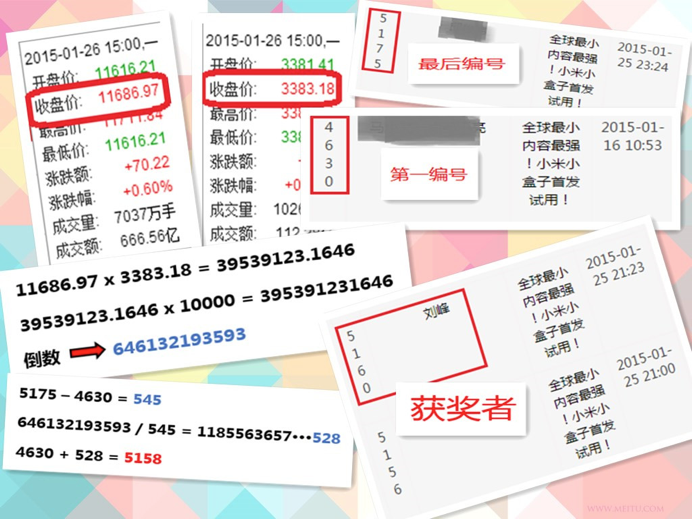 2015-01-26 15:00,一
开盘价: 11616.21
收盘价: 11686.97
最高价: 11711.84
最低价: 11616.21
涨跌额: +70.22
涨跌幅: +0.60%
成交量: 7037万手
成交额: 666.56亿
2015-01-26 15:00,一
开盘价: 3381.41
收盘价: 3383.18
最高价: 338
最低价: 338
涨跌额: +
涨跌幅: +0
成交量: 102
成交额: 112
5
1
7
5
最后编号
全球最小
内容最强
！小米小
盒子首发
试用！
2015-01-
25 23:24
4
6
3
0
亮
第一编号
全球最小
内容最强
！小米小
盒子首发
试用！
2015-01-
16 10:53
11686.97 x 3383.18 = 39539123.1646
39539123.1646 x 10000 = 395391231646
倒数 646132193593
5175 – 4630 = 545
646132193593 / 545 = 1185563657•••528
4630 + 528 = 5158
5
1
6
0
刘峰
全球最小
内容最强
！小米小
盒子首发
试用！
2015-01-
25 21:23
获奖者
5
1
5
6
全球最小
内容最强
！小米小
盒子首发
试用！
2015-01-
25 21:00
WWW.MEITU.COM